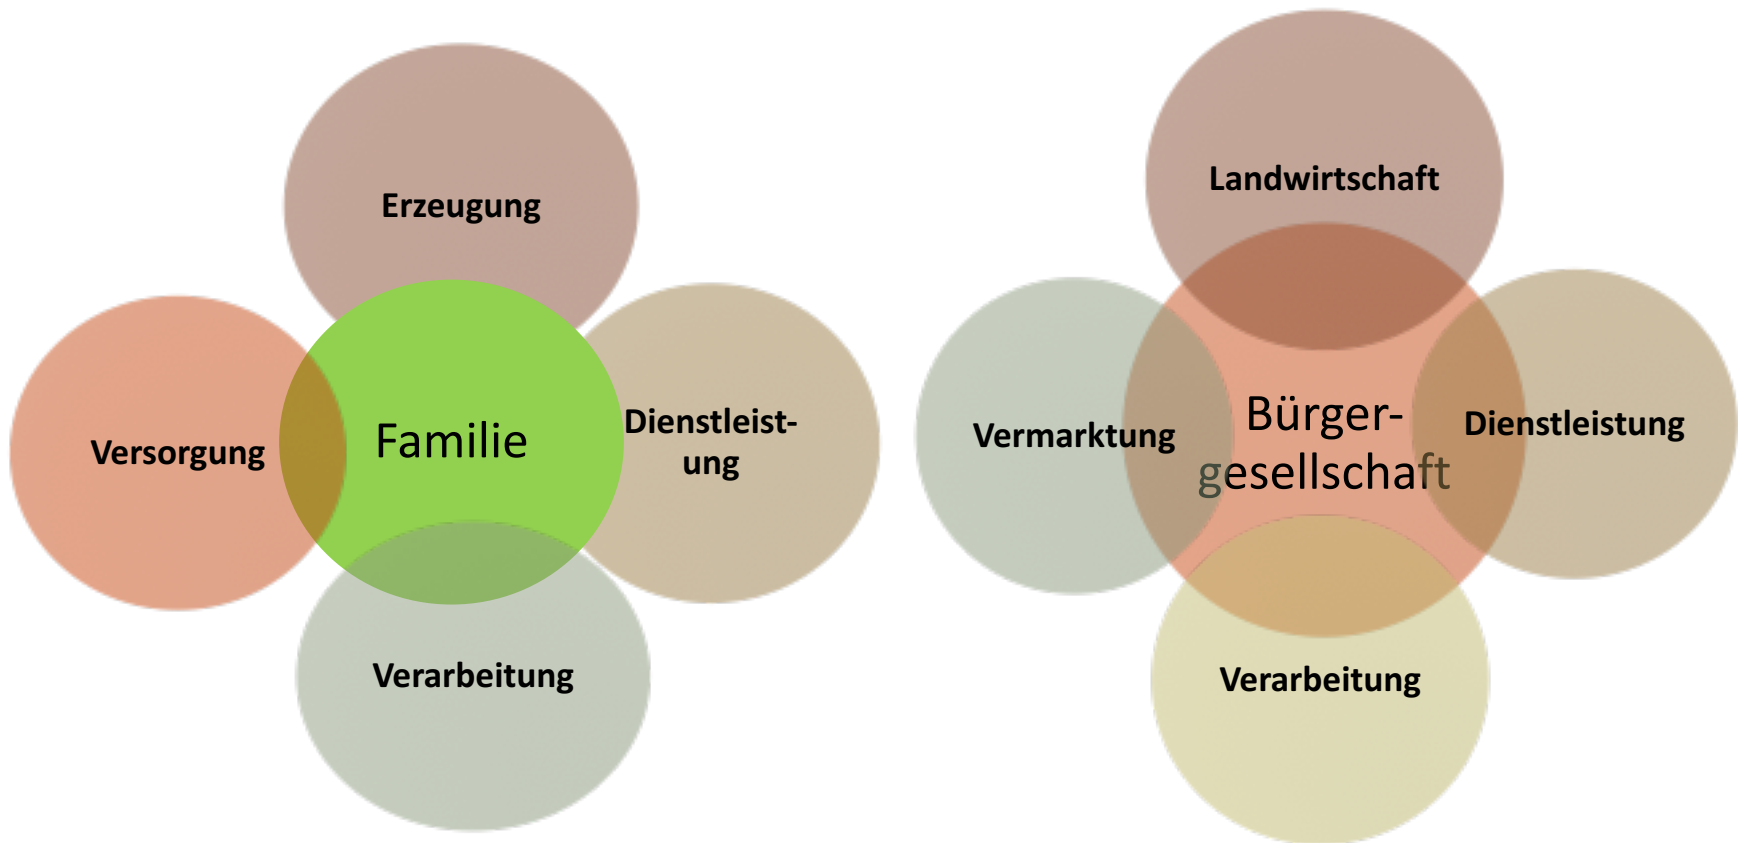 Erzeugung
Versorgung
Familie
Dienstleist-
ung
Verarbeitung
Landwirtschaft
Vermarktung
Bürger-
gesellschaft
Dienstleistung
Verarbeitung